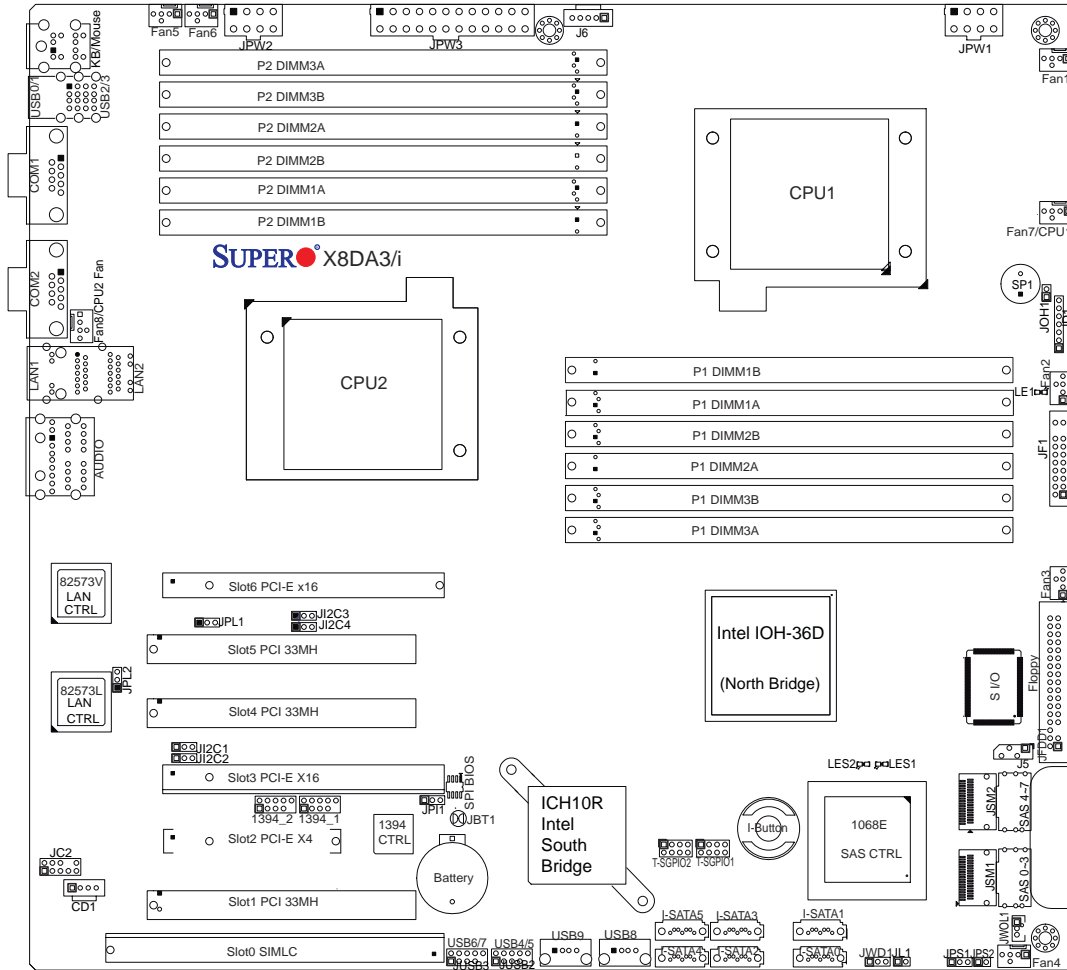 Fan5
Fan6
JPW2
JPW3
J6
JPW1
Fan1
KB/Mouse
USB0/1
USB2/3
P2 DIMM3A
P2 DIMM3B
P2 DIMM2A
P2 DIMM2B
P2 DIMM1A
P2 DIMM1B
COM1
CPU1
Fan7/CPU1
SUPER X8DA3/i
COM2
Fan8/CPU2 Fan
SP1
JOH1
JD1
LAN1
LAN2
CPU2
P1 DIMM1B
P1 DIMM1A
P1 DIMM2B
P1 DIMM2A
P1 DIMM3B
P1 DIMM3A
Fan2
LE1
JF1
AUDIO
82573V
LAN
CTRL
Slot6 PCI-E x16
JPL1
JI2C3
JI2C4
Slot5 PCI 33MH
Intel IOH-36D
(North Bridge)
Fan3
Floppy
S I/O
JFDD1
82573L
LAN
CTRL
JPL2
Slot4 PCI 33MH
JI2C1
JI2C2
Slot3 PCI-E X16
SPI BIOS
LES2
LES1
J5
1394_2
1394_1
JPI1
JBT1
ICH10R
Intel
South
Bridge
I-Button
1068E
SAS CTRL
JSM2
SAS 4~7
Slot2 PCI-E X4
1394
CTRL
T-SGPIO2
T-SGPIO1
JC2
CD1
Battery
JSM1
SAS 0~3
Slot1 PCI 33MH
I-SATA5
I-SATA3
I-SATA1
JWOL1
Slot0 SIMLC
USB6/7
JUSB3
USB4/5
JUSB2
USB9
USB8
I-SATA4
I-SATA2
I-SATA0
JWD1
JL1
JPS1
JPS2
Fan4